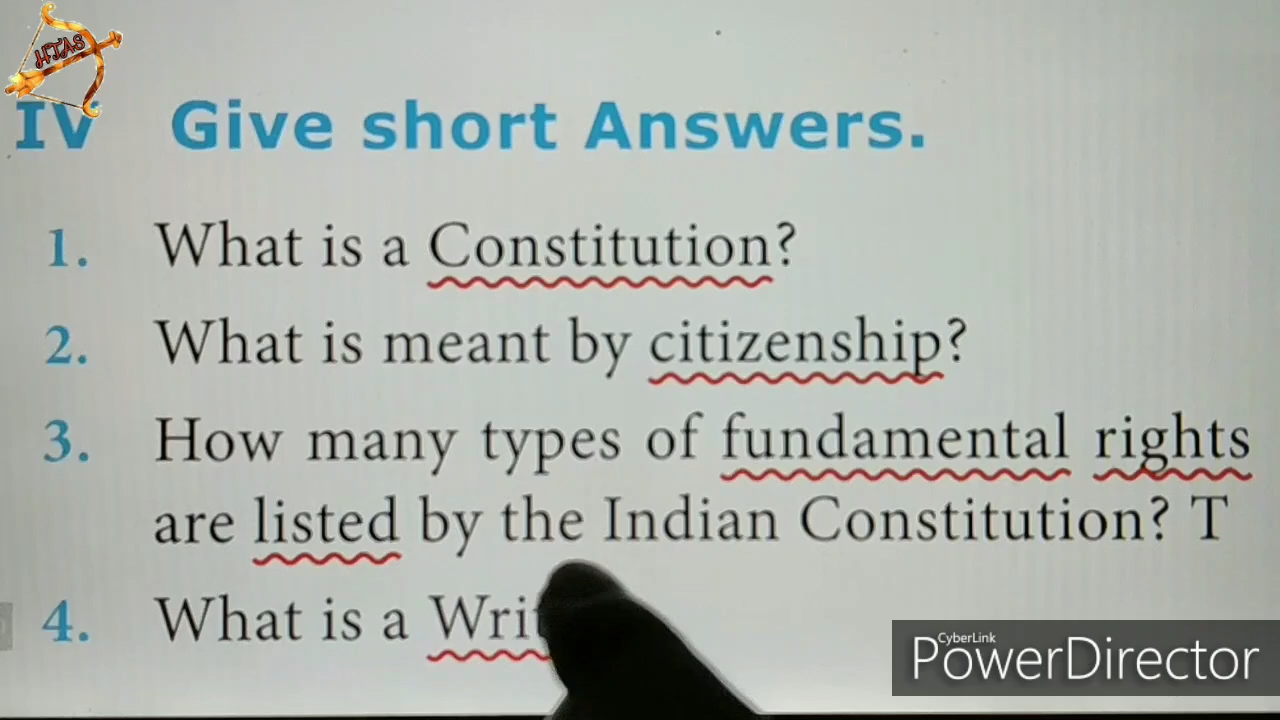 HTAS
IV Give short Answers.
1. What is a Constitution?
2. What is meant by citizenship?
3. How many types of fundamental rights
are listed by the Indian Constitution? T
4. What is a
CyberLink
PowerDirector